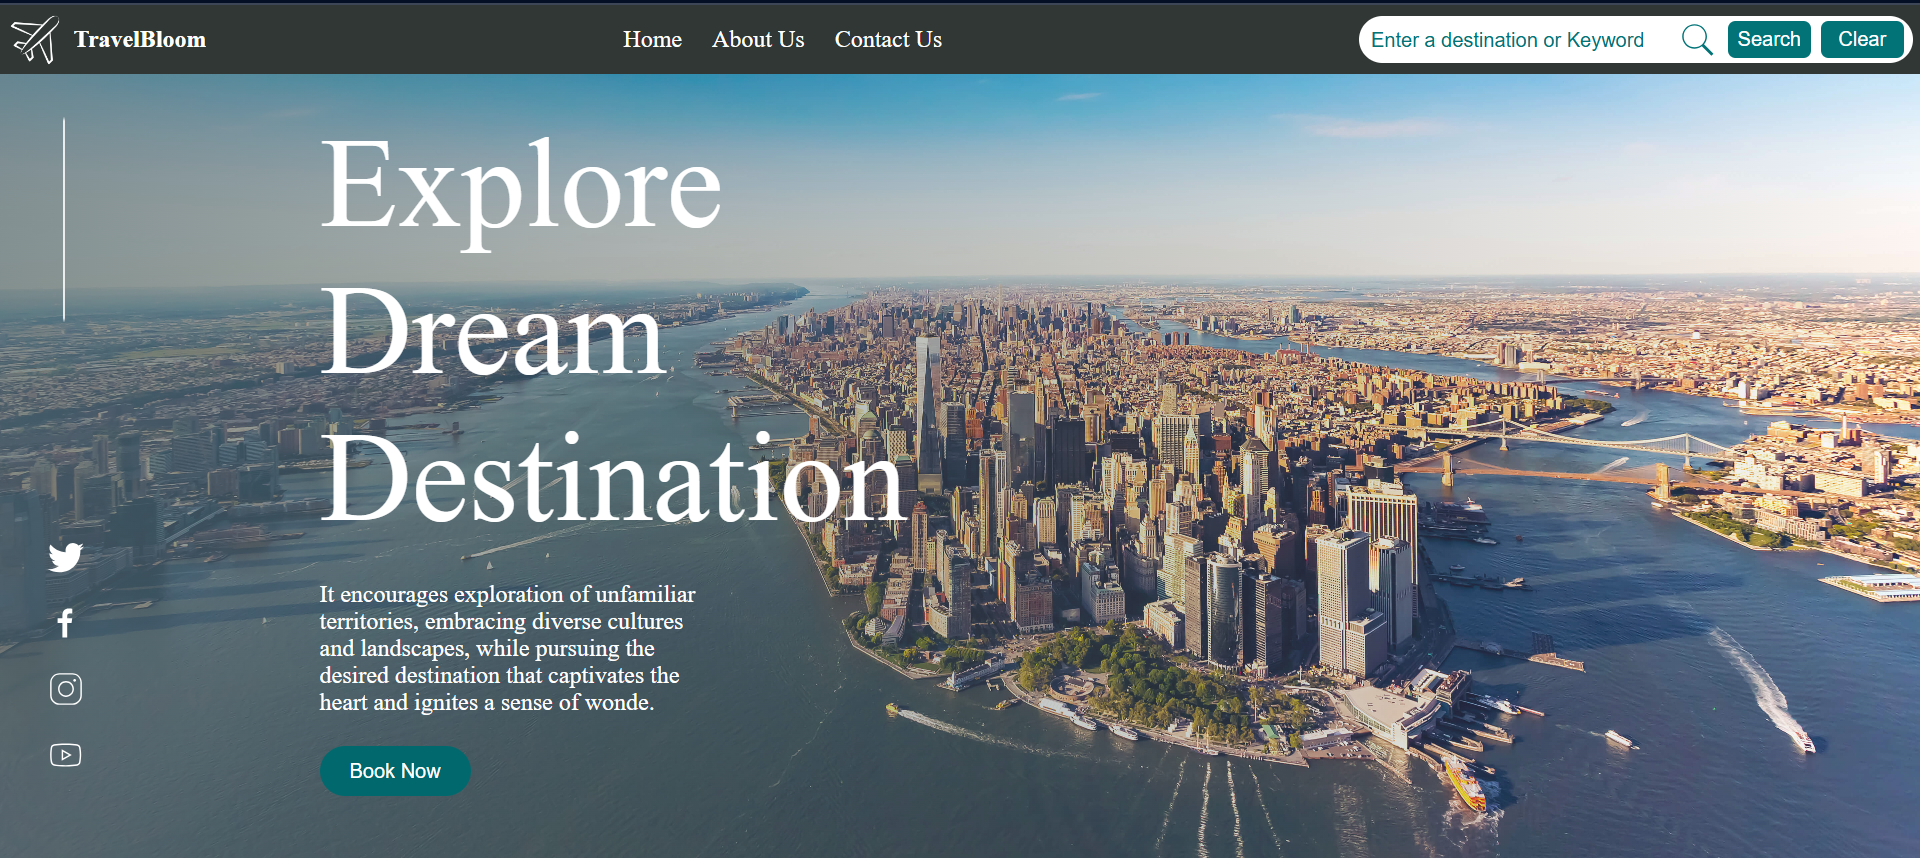 TravelBloom
Home About Us Contact Us
Enter a destination or Keyword
Search
Clear
Explore
Dream
Destination
It encourages exploration of unfamiliar
territories, embracing diverse cultures
and landscapes, while pursuing the
desired destination that captivates the
heart and ignites a sense of wonde.
Book Now